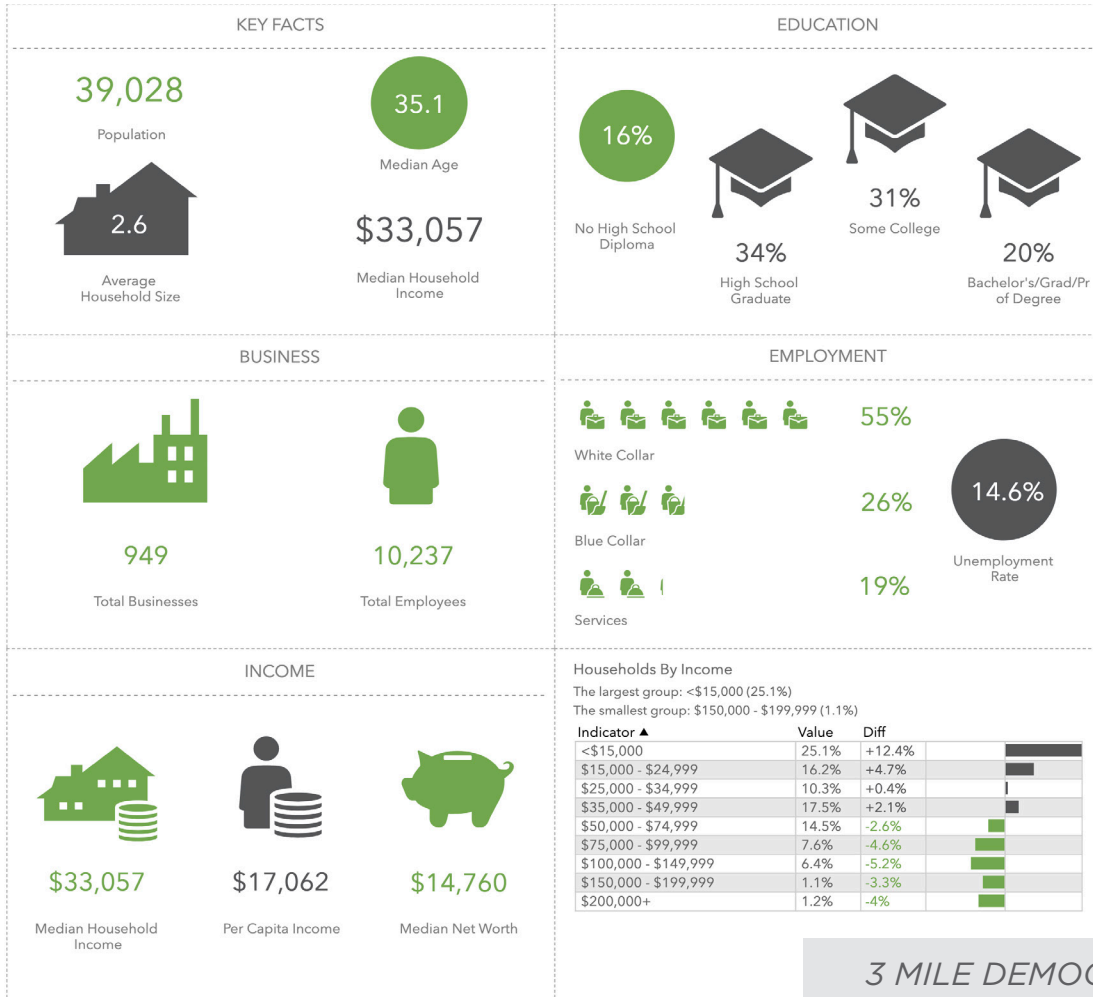 KEY FACTS
39,028
Population
35.1
Median Age
2.6
Average
Household Size
$33,057
Median Household
Income
EDUCATION
16%
No High School
Diploma
34%
High School
Graduate
31%
Some College
20%
Bachelor's/Grad/Pr
of Degree
BUSINESS
949
Total Businesses
10,237
Total Employees
EMPLOYMENT
55%
White Collar
26%
Blue Collar
19%
Services
14.6%
Unemployment
Rate
INCOME
$33,057
Median Household
Income
$17,062
Per Capita Income
$14,760
Median Net Worth
Households By Income
The largest group: <$15,000 (25.1%)
The smallest group: $150,000 - $199,999 (1.1%)
Indicator ▲ Value Diff
<$15,000 25.1% +12.4%
$15,000 - $24,999 16.2% +4.7%
$25,000 - $34,999 10.3% +0.4%
$35,000 - $49,999 17.5% +2.1%
$50,000 - $74,999 14.5% -2.6%
$75,000 - $99,999 7.6% -4.6%
$100,000 - $149,999 6.4% -5.2%
$150,000 - $199,999 1.1% -3.3%
$200,000+ 1.2% -4%
3 MILE DEMO